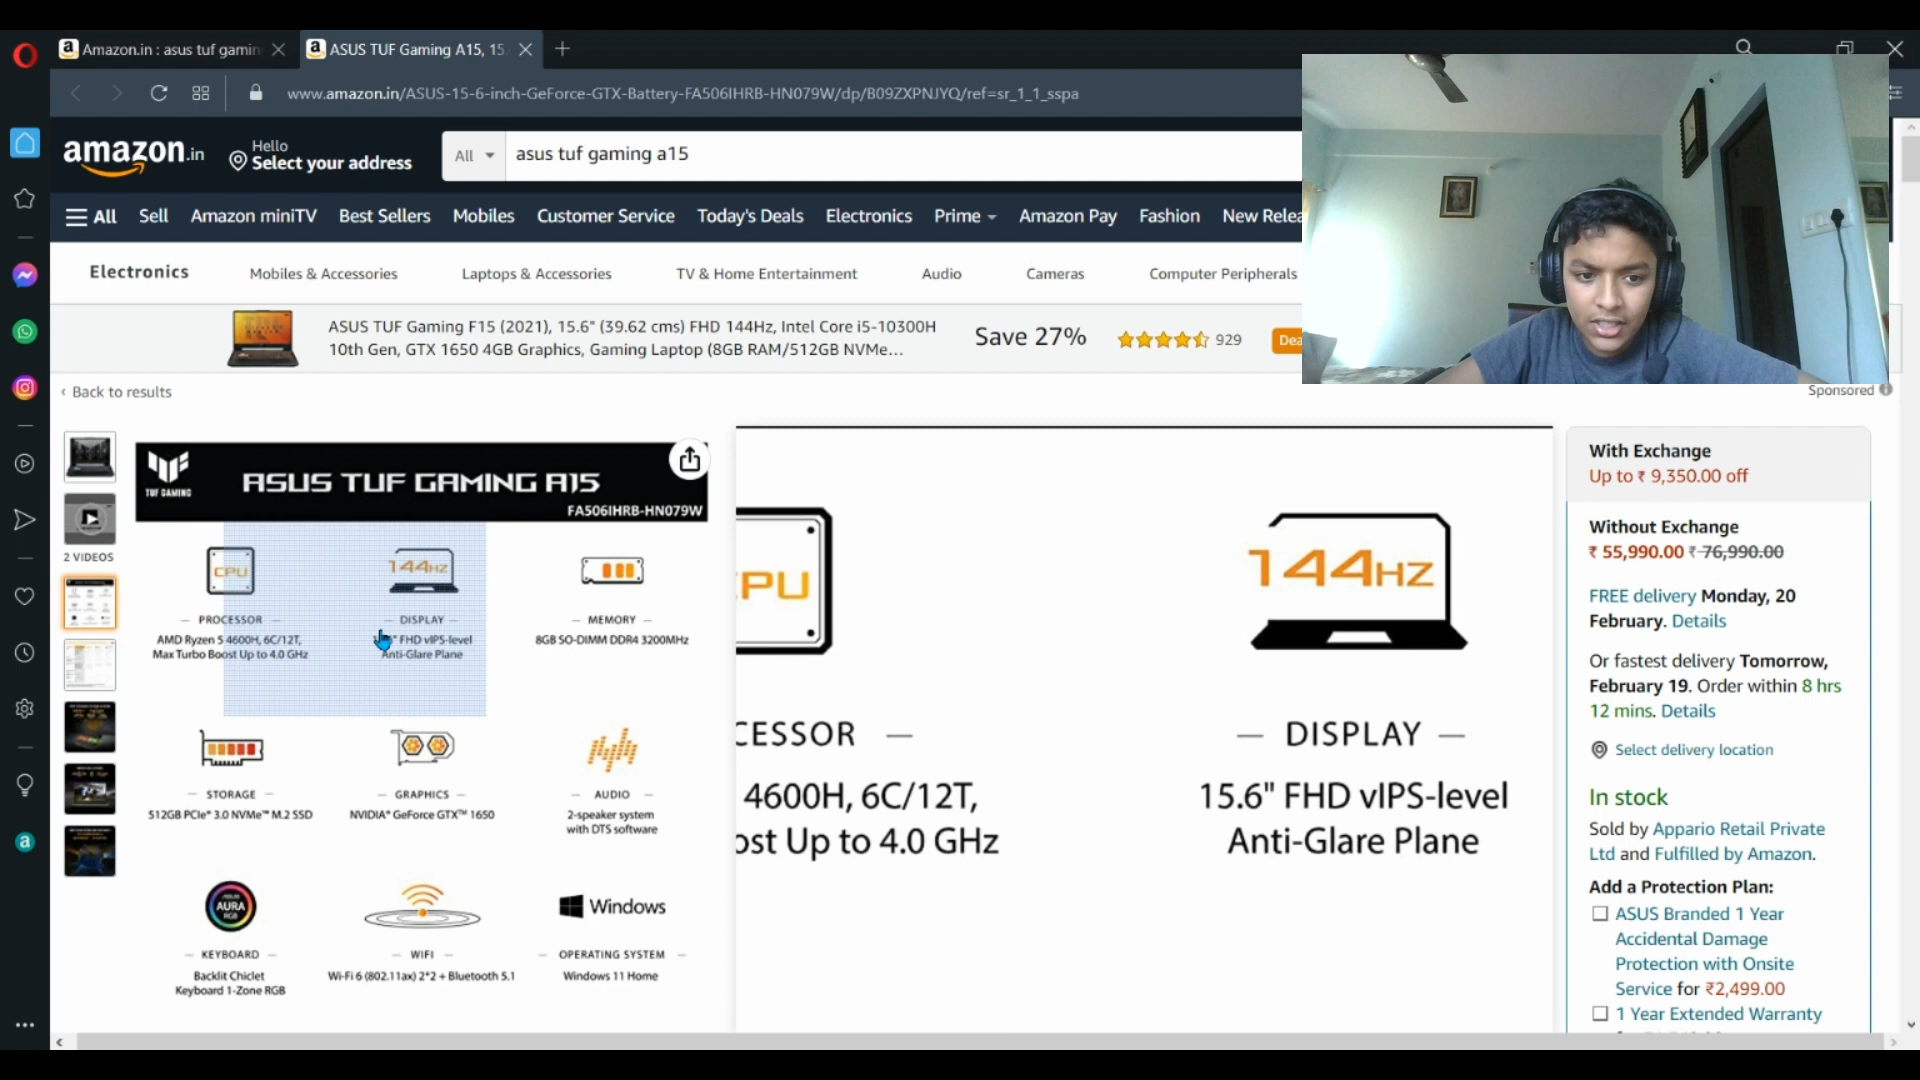 Amazon.in : asus tuf gamin
ASUS TUF Gaming A15, 15.
www.amazon.in/ASUS-15-6-inch-GeForce-GTX-Battery-FA506IHRB-HN079W/dp/B09ZXPNJYQ/ref=sr_1_1_sspa
amazon.in
Hello
Select your address
All
asus tuf gaming a15
All
Sell
Amazon miniTV
Best Sellers
Mobiles
Customer Service
Today's Deals
Electronics
Prime
Amazon Pay
Fashion
New Relea
Electronics
Mobiles & Accessories
Laptops & Accessories
TV & Home Entertainment
Audio
Cameras
Computer Peripherals
ASUS TUF Gaming F15 (2021), 15.6" (39.62 cms) FHD 144Hz, Intel Core i5-10300H
10th Gen, GTX 1650 4GB Graphics, Gaming Laptop (8GB RAM/512GB NVMe...
Save 27%
929
Dea
Sponsored
‹ Back to results
2 VIDEOS
TUF GAMING
ASUS TUF GAMING A15
FA506IHRB-HN079W
CPU
— PROCESSOR —
AMD Ryzen 5 4600H, 6C/12T,
Max Turbo Boost Up to 4.0 GHz
144HZ
— DISPLAY —
" FHD vIPS-level
Anti-Glare Plane
— MEMORY —
8GB SO-DIMM DDR4 3200MHz
— STORAGE —
512GB PCIe® 3.0 NVMe™ M.2 SSD
— GRAPHICS —
NVIDIA® GeForce GTX™ 1650
— AUDIO —
2-speaker system
with DTS software
AURA
RGB
— KEYBOARD —
Backlit Chiclet
Keyboard 1-Zone RGB
— WIFI —
Wi-Fi 6 (802.11ax) 2*2 + Bluetooth 5.1
Windows
— OPERATING SYSTEM —
Windows 11 Home
CPU
CESSOR —
4600H, 6C/12T,
ost Up to 4.0 GHz
144HZ
— DISPLAY —
15.6" FHD vIPS-level
Anti-Glare Plane
With Exchange
Up to ₹ 9,350.00 off
Without Exchange
₹ 55,990.00 ₹ 76,990.00
FREE delivery Monday, 20
February. Details
Or fastest delivery Tomorrow,
February 19. Order within 8 hrs
12 mins. Details
Select delivery location
In stock
Sold by Appario Retail Private
Ltd and Fulfilled by Amazon.
Add a Protection Plan:
ASUS Branded 1 Year
Accidental Damage
Protection with Onsite
Service for ₹2,499.00
1 Year Extended Warranty